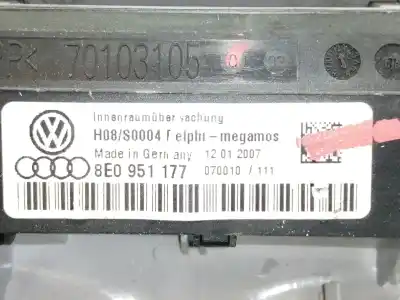 70103105
Innenraumüberwachung
H08/S0004 Delphi-megamos
Made in Germany 12 01 2007
8E0 951 177 070010 / 111